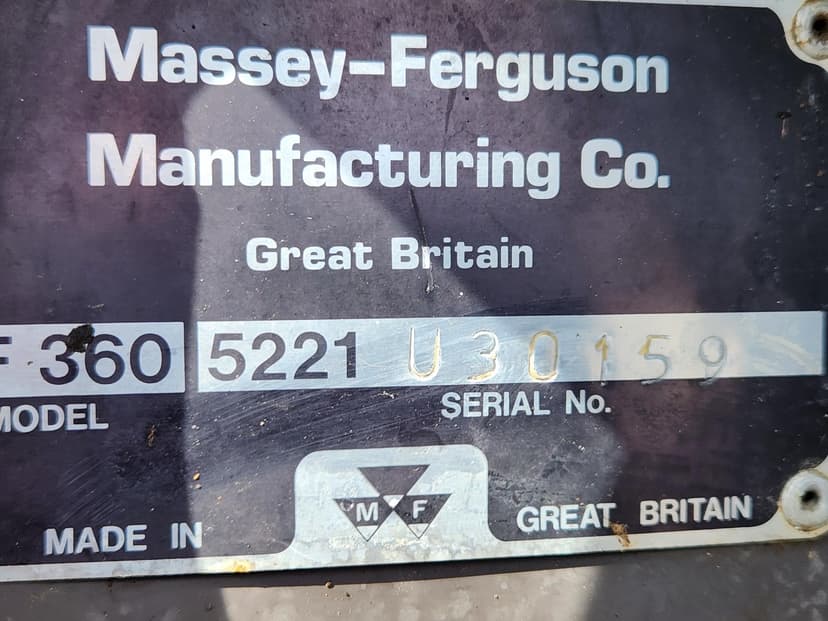 Massey-Ferguson
Manufacturing Co.
Great Britain
F 360 5221 U30159
MODEL SERIAL No.
M F
MADE IN GREAT BRITAIN